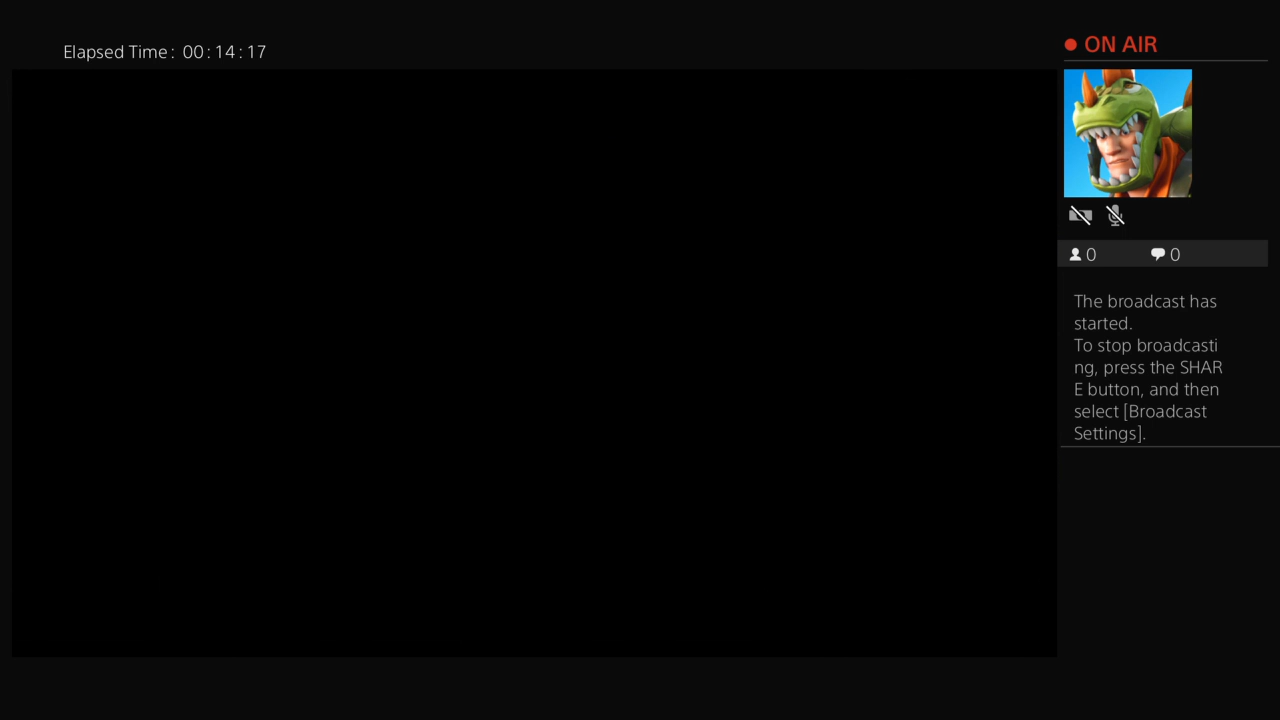 Elapsed Time: 00:14:17
ON AIR
0 0
The broadcast has
started.
To stop broadcasti
ng, press the SHAR
E button, and then
select [Broadcast
Settings].